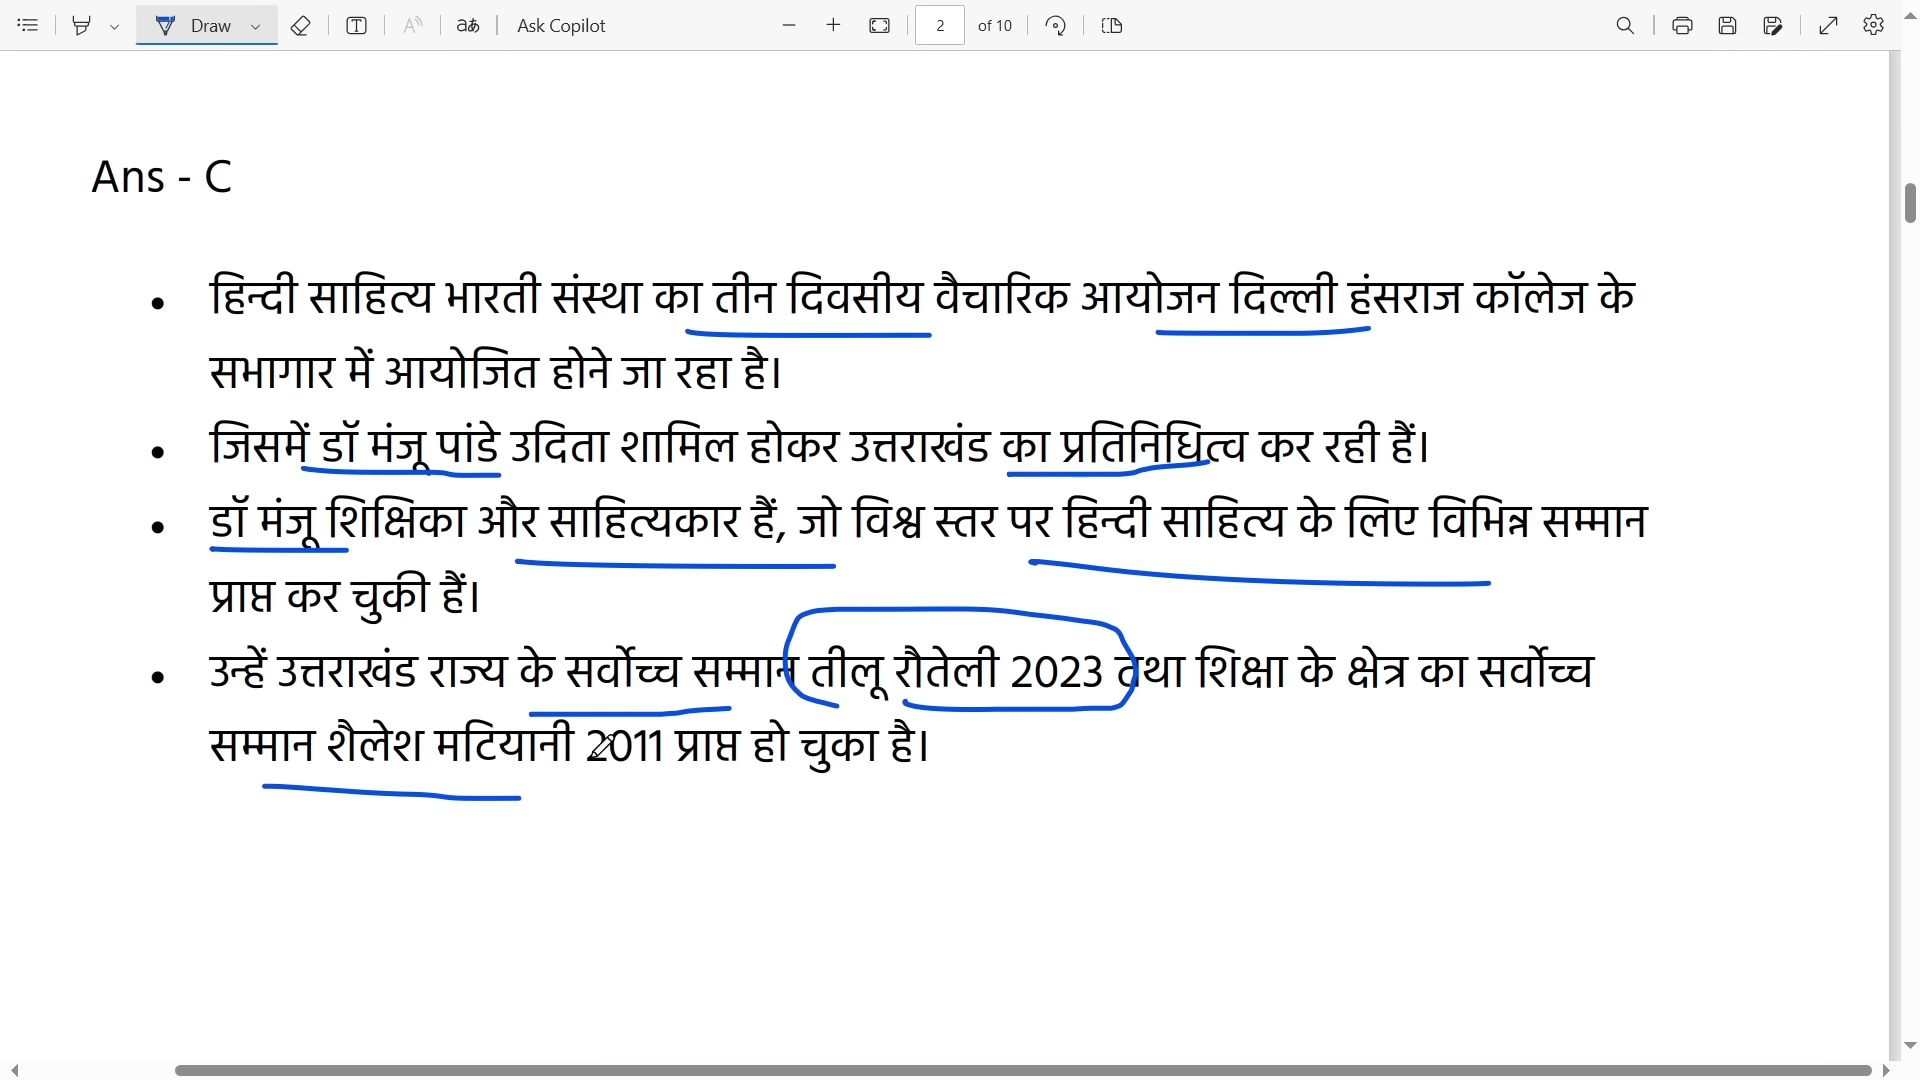 Draw
aあ
Ask Copilot
2 of 10
Ans - C
• हिन्दी साहित्य भारती संस्था का तीन दिवसीय वैचारिक आयोजन दिल्ली हंसराज कॉलेज के
सभागार में आयोजित होने जा रहा है।
• जिसमें डॉ मंजू पांडे उदिता शामिल होकर उत्तराखंड का प्रतिनिधित्व कर रही हैं।
• डॉ मंजू शिक्षिका और साहित्यकार हैं, जो विश्व स्तर पर हिन्दी साहित्य के लिए विभिन्न सम्मान
प्राप्त कर चुकी हैं।
• उन्हें उत्तराखंड राज्य के सर्वोच्च सम्मान तीलू रौतेली 2023 तथा शिक्षा के क्षेत्र का सर्वोच्च
सम्मान शैलेश मटियानी 2011 प्राप्त हो चुका है।